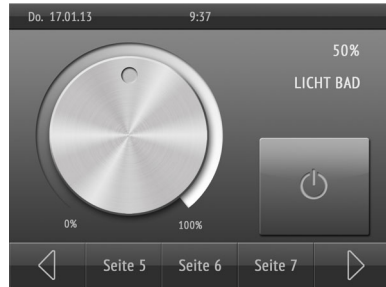 Do. 17.01.13 9:37
50%
LICHT BAD
0% 100%
Seite 5 Seite 6 Seite 7